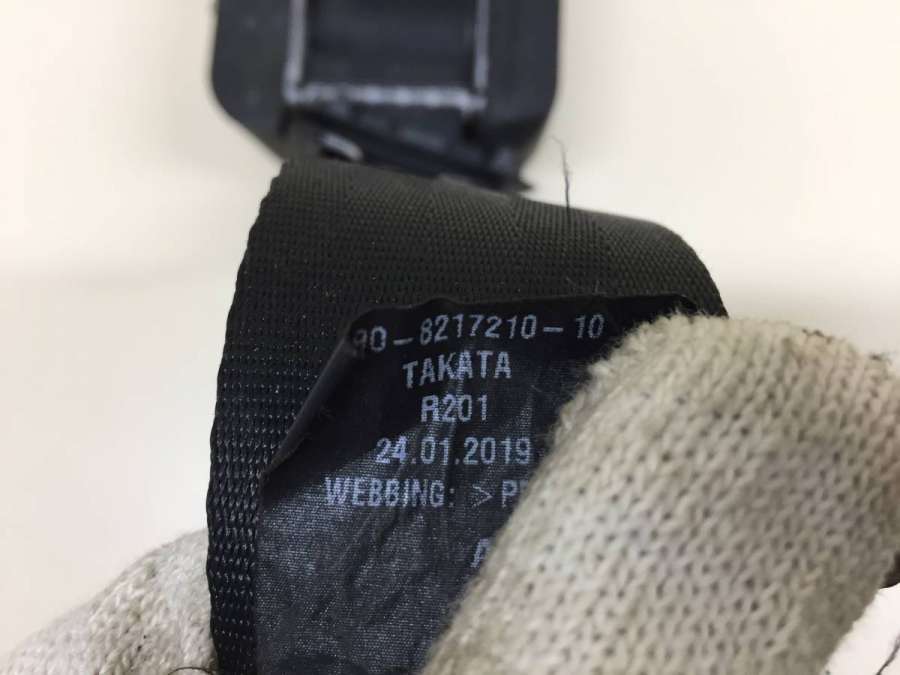 -8217210-10
TAKATA
R201
24.01.2019
WEBBING: